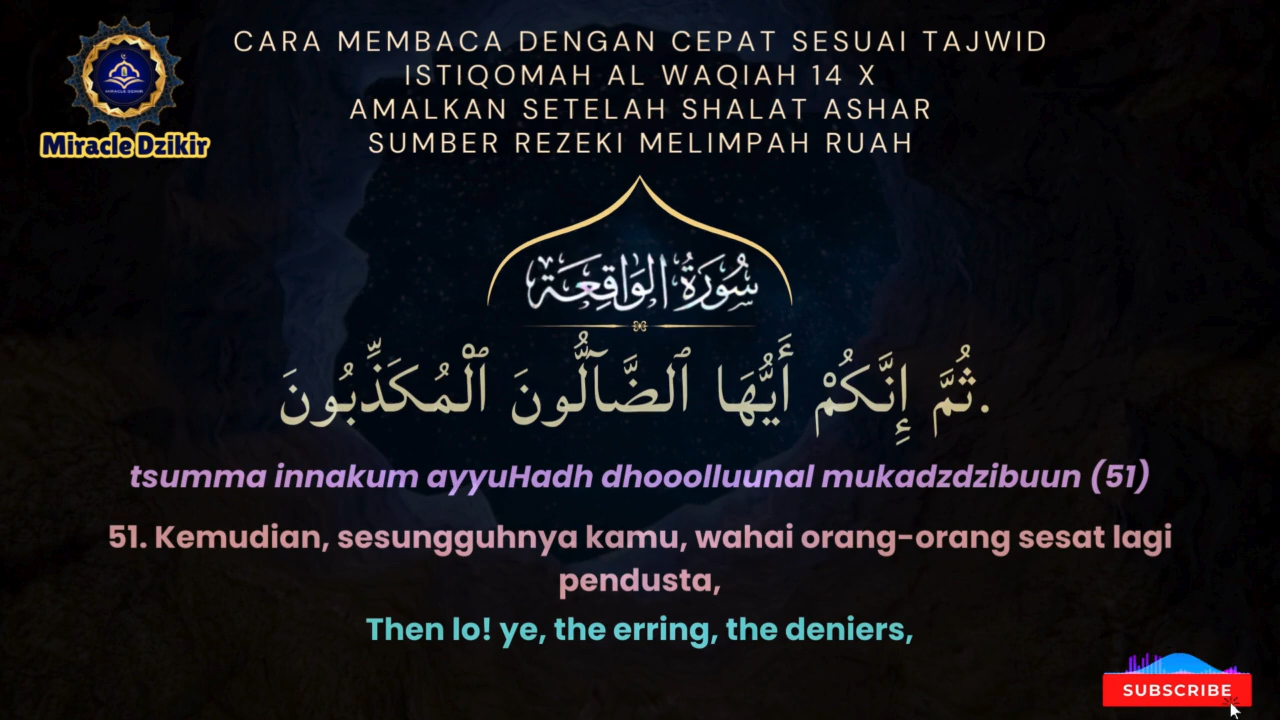 CARA MEMBACA DENGAN CEPAT SESUAI TAJWID
ISTIQOMAH AL WAQIAH 14 X
AMALKAN SETELAH SHALAT ASHAR
SUMBER REZEKI MELIMPAH RUAH
MIRACLE DZIKIR
Miracle Dzikir
سُورَةُ الوَاقِعَة
ثُمَّ إِنَّكُمْ أَيُّهَا ٱلضَّآلُّونَ ٱلْمُكَذِّبُونَ.
tsumma innakum ayyuHadh dhooolluunal mukadzdzibuun (51)
51. Kemudian, sesungguhnya kamu, wahai orang-orang sesat lagi
pendusta,
Then lo! ye, the erring, the deniers,
SUBSCRIBE